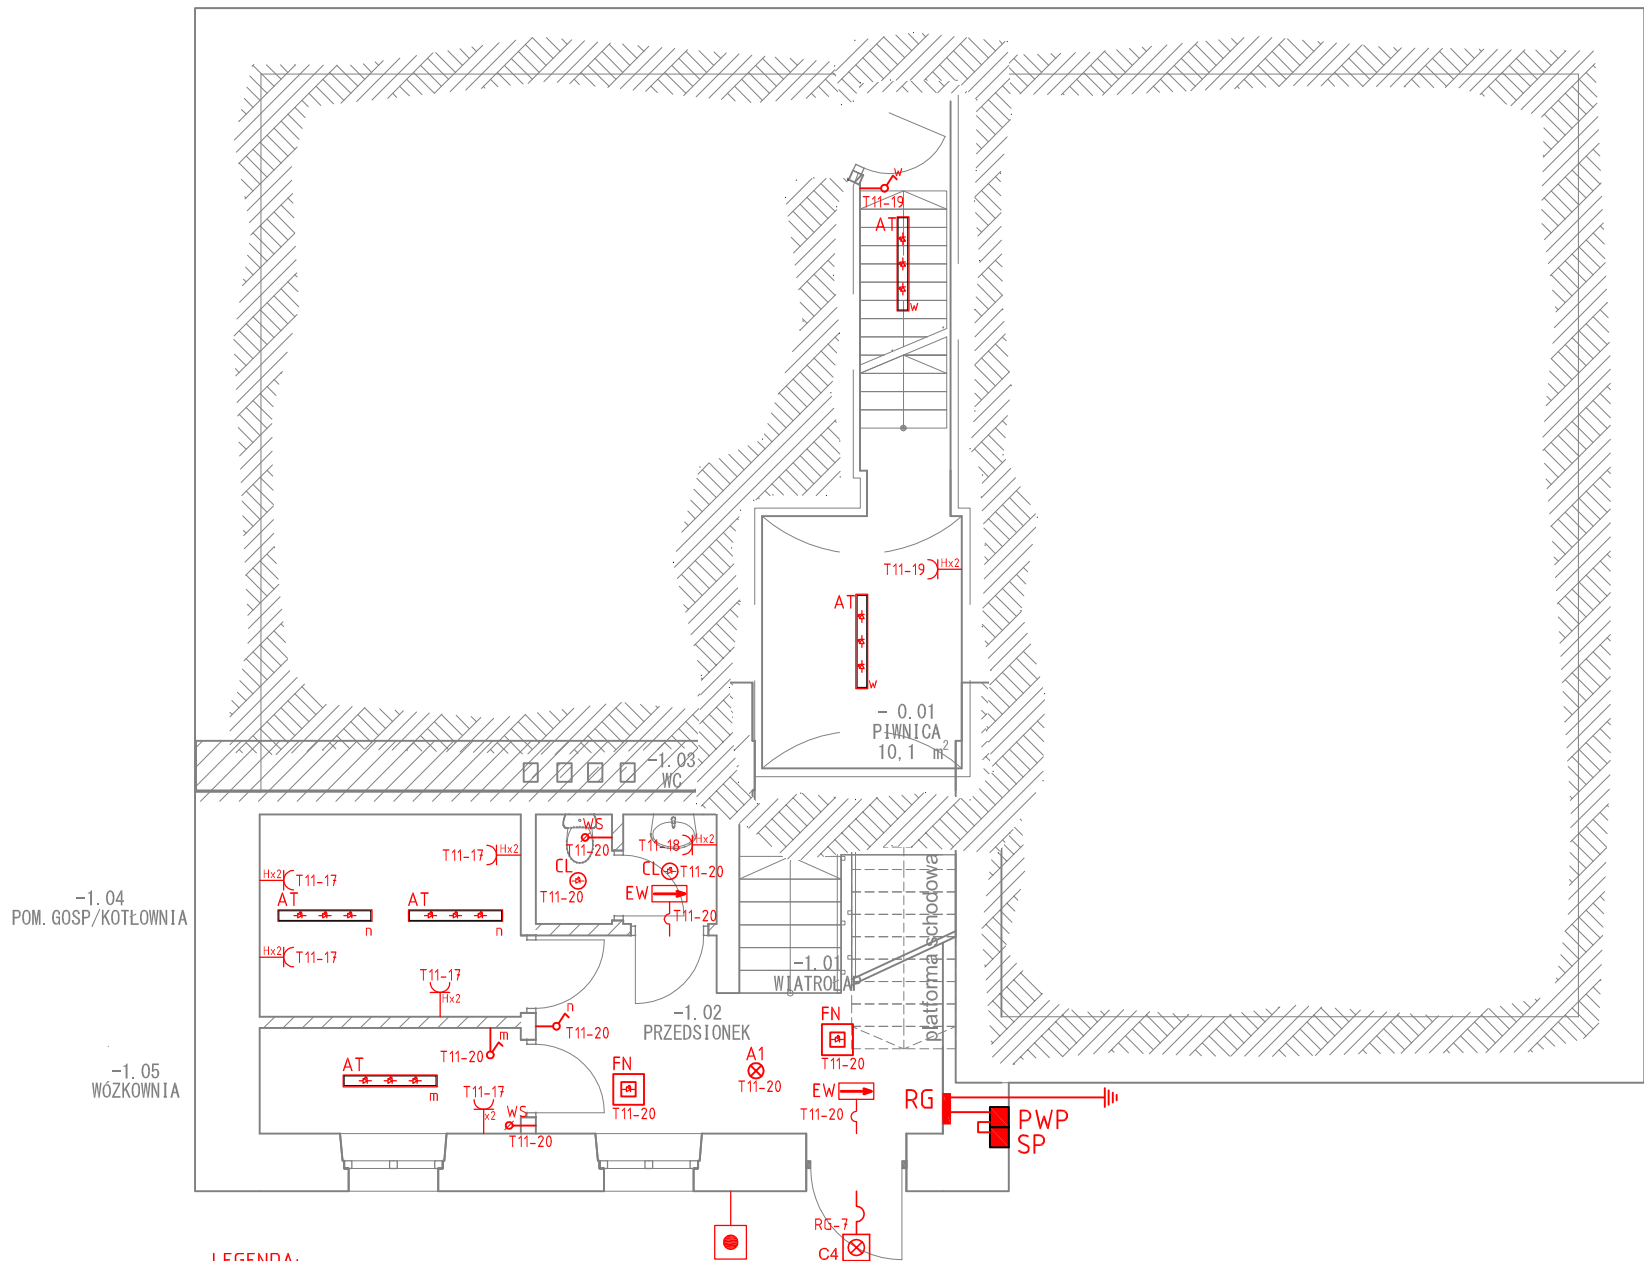 w
T11-19
AT
w
T11-19
Hx2
AT
w
- 0.01
PIWNICA
10,1 m2
-1.03
WC
WS
T11-20
T11-18
Hx2
T11-17
Hx2
CL
T11-20
CL
T11-20
EW
T11-20
Hx2
T11-17
AT
n
AT
n
-1.04
POM. GOSP/KOTŁOWNIA
Hx2
T11-17
T11-17
Hx2
-1.01
WIATROŁAP
platforma schodowa
-1.02
PRZEDSIONEK
n
T11-20
m
T11-20
FN
T11-20
A1
T11-20
FN
T11-20
-1.05
WÓZKOWNIA
AT
m
T11-17
x2
WS
T11-20
EW
T11-20
RG
PWP
SP
RG-7
C4
LEGENDA: